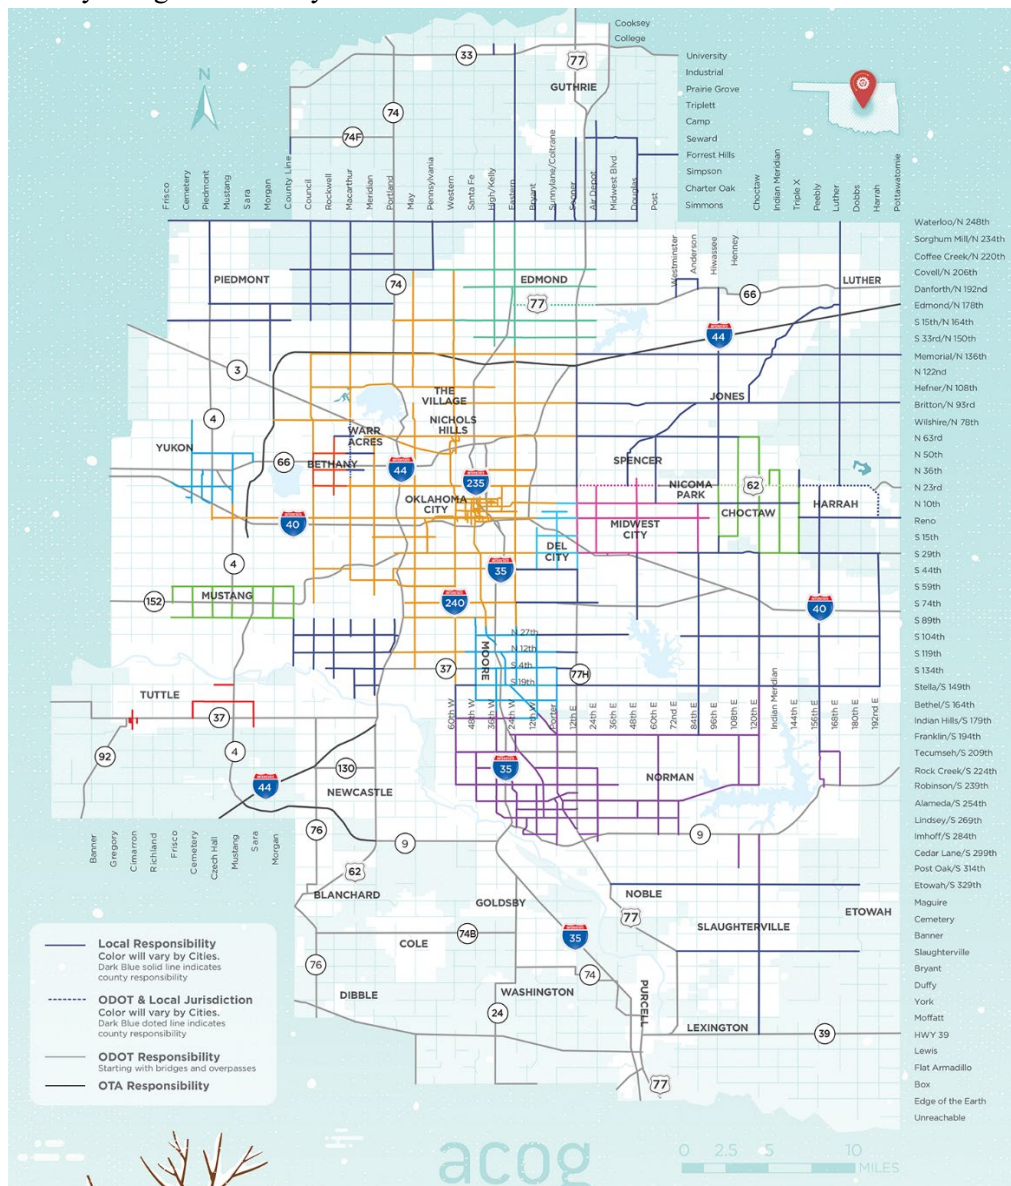 Cooksey
College
University
Industrial
Prairie Grove
Triplett
Camp
Seward
Forrest Hills
Simpson
Charter Oak
Simmons
33
77
GUTHRIE
74
74F
N
Frisco
Cemetery
Piedmont
Mustang
Sara
Morgan
County Line
Council
Rockwell
Macarthur
Meridian
Portland
May
Pennsylvania
Western
Santa Fe
High/Kelly
Eastern
Bryant
Sunnylane/Coltrane
Sooner
Air Depot
Midwest Blvd
Douglas
Post
Westminster
Anderson
Hiwassee
Henney
Choctaw
Indian Meridian
Triple X
Peebly
Luther
Dobbs
Harrah
Pottawatomie
Waterloo/N 248th
Sorghum Mill/N 234th
Coffee Creek/N 220th
Covell/N 206th
Danforth/N 192nd
Edmond/N 178th
S 15th/N 164th
S 33rd/N 150th
Memorial/N 136th
N 122nd
Hefner/N 108th
Britton/N 93rd
Wilshire/N 78th
N 63rd
N 50th
N 36th
N 23rd
N 10th
Reno
S 15th
S 29th
S 44th
S 59th
S 74th
S 89th
S 104th
S 119th
S 134th
Stella/S 149th
Bethel/S 164th
Indian Hills/S 179th
Franklin/S 194th
Tecumseh/S 209th
Rock Creek/S 224th
Robinson/S 239th
Alameda/S 254th
Lindsey/S 269th
Imhoff/S 284th
Cedar Lane/S 299th
Post Oak/S 314th
Etowah/S 329th
Maguire
Cemetery
Banner
Slaughterville
Bryant
Duffy
York
Moffatt
HWY 39
Lewis
Flat Armadillo
Box
Edge of the Earth
Unreachable
PIEDMONT
74
EDMOND
77
66
LUTHER
44
3
4
THE
VILLAGE
NICHOLS
HILLS
JONES
YUKON
WARR
ACRES
BETHANY
66
44
235
SPENCER
NICOMA
PARK
62
OKLAHOMA
CITY
40
MIDWEST
CITY
CHOCTAW
HARRAH
DEL
CITY
4
35
152
MUSTANG
240
40
MOORE
N 27th
N 12th
S 4th
S 19th
37
77H
TUTTLE
37
4
92
60th W
48th W
36th W
24th W
12th W
Porter
12th E
24th E
36th E
48th E
60th E
72nd E
84th E
96th E
108th E
120th E
Indian Meridian
144th E
156th E
168th E
180th E
192nd E
35
130
NORMAN
44
NEWCASTLE
76
9
9
Banner
Gregory
Cimarron
Richland
Frisco
Cemetery
Czech Hall
Mustang
Sara
Morgan
62
BLANCHARD
GOLDSBY
NOBLE
77
ETOWAH
SLAUGHTERVILLE
COLE
74B
35
76
74
DIBBLE
WASHINGTON
24
PURCELL
LEXINGTON
39
77
Local Responsibility
Color will vary by Cities.
Dark Blue solid line indicates
county responsibility
ODOT & Local Jurisdiction
Color will vary by Cities.
Dark Blue doted line indicates
county responsibility
ODOT Responsibility
Starting with bridges and overpasses
OTA Responsibility
acog
0 2.5 5 10
MILES